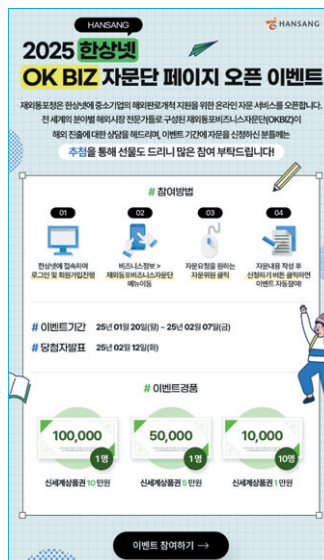 HANSANG
HANSANG
2025 한상넷
OK BIZ 자문단 페이지 오픈 이벤트
재외동포청은 한상넷에 중소기업의 해외판로개척 지원을 위한 온라인 자문 서비스를 오픈합니다.
전 세계의 분야별 해외시장 전문가들로 구성된 재외동포비즈니스자문단(OKBIZ)이
해외 진출에 대한 상담을 해드리며, 이벤트 기간에 자문을 신청하신 분들께는
추첨을 통해 선물도 드리니 많은 참여 부탁드립니다!
# 참여방법
01 02 03 04
한상넷에 접속하여 비즈니스정보 > 자문요청을 원하는 자문내용 작성 후
로그인 및 회원가입진행 재외동포비즈니스자문단 자문위원 클릭 신청하기 버튼 클릭하면
메뉴이동 이벤트 자동참여!
# 이벤트기간 25년 01월 20일(월) ~ 25년 02월 07일(금)
# 당첨자발표 25년 02월 12일(화)
# 이벤트경품
100,000 50,000 10,000
1명 1명 10명
신세계상품권 10 만원 신세계상품권 5 만원 신세계상품권 1 만원
이벤트 참여하기 →